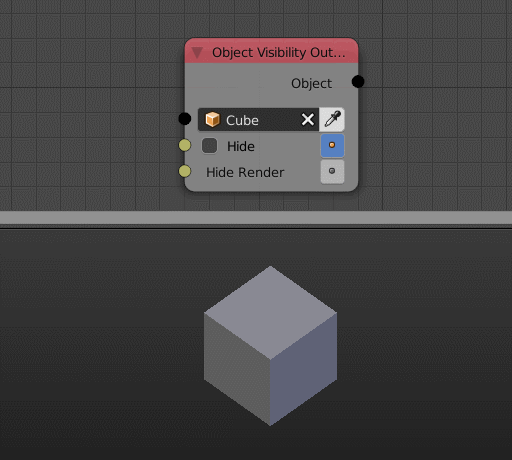 Object Visibility Out...
Object
Cube
Hide
Hide Render